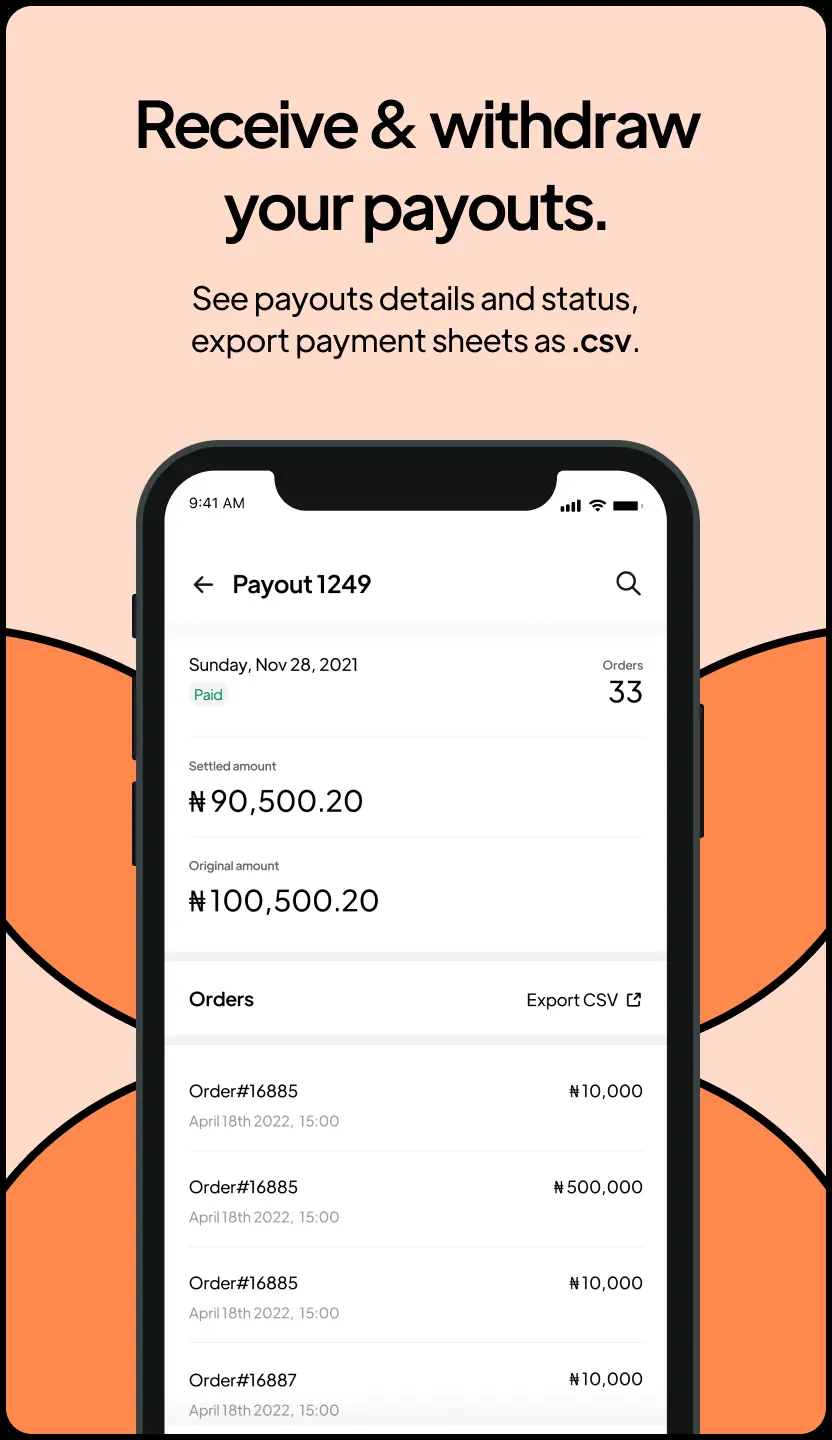 Receive & withdraw
your payouts.
See payouts details and status,
export payment sheets as .csv.
9:41 AM
Payout 1249
Sunday, Nov 28, 2021
Orders
Paid
33
Settled amount
₦ 90,500.20
Original amount
₦100,500.20
Orders
Export CSV
Order#16885
₦10,000
April 18th 2022, 15:00
Order#16885
₦500,000
April 18th 2022, 15:00
Order#16885
₦10,000
April 18th 2022, 15:00
Order#16887
₦10,000
April 18th 2022, 15:00